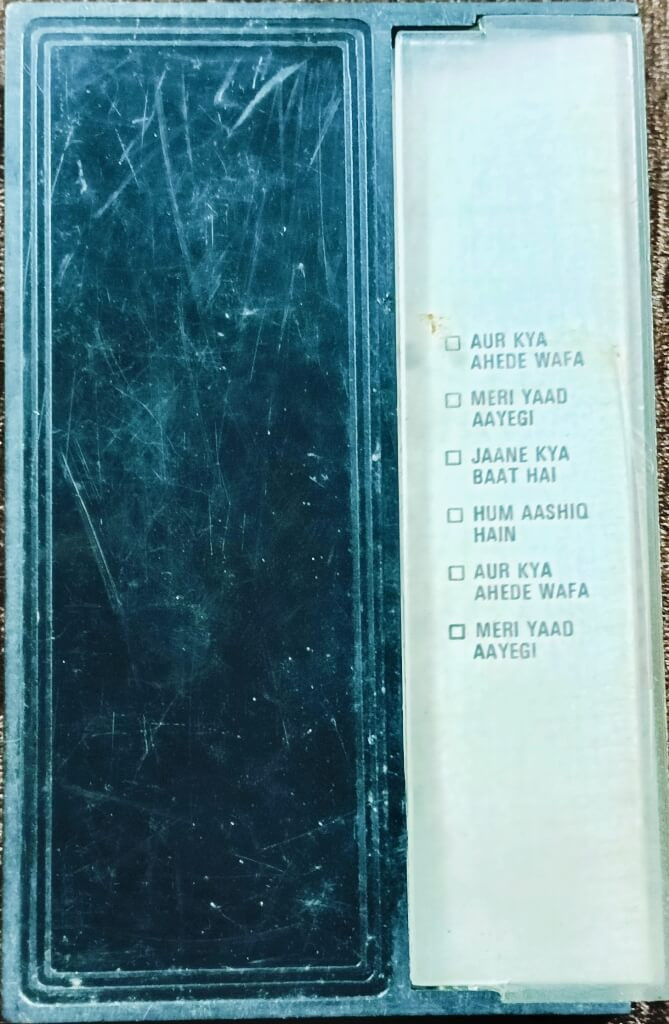 ☐ AUR KYA
AHEDE WAFA
☐ MERI YAAD
AAYEGI
☐ JAANE KYA
BAAT HAI
☐ HUM AASHIQ
HAIN
☐ AUR KYA
AHEDE WAFA
☐ MERI YAAD
AAYEGI